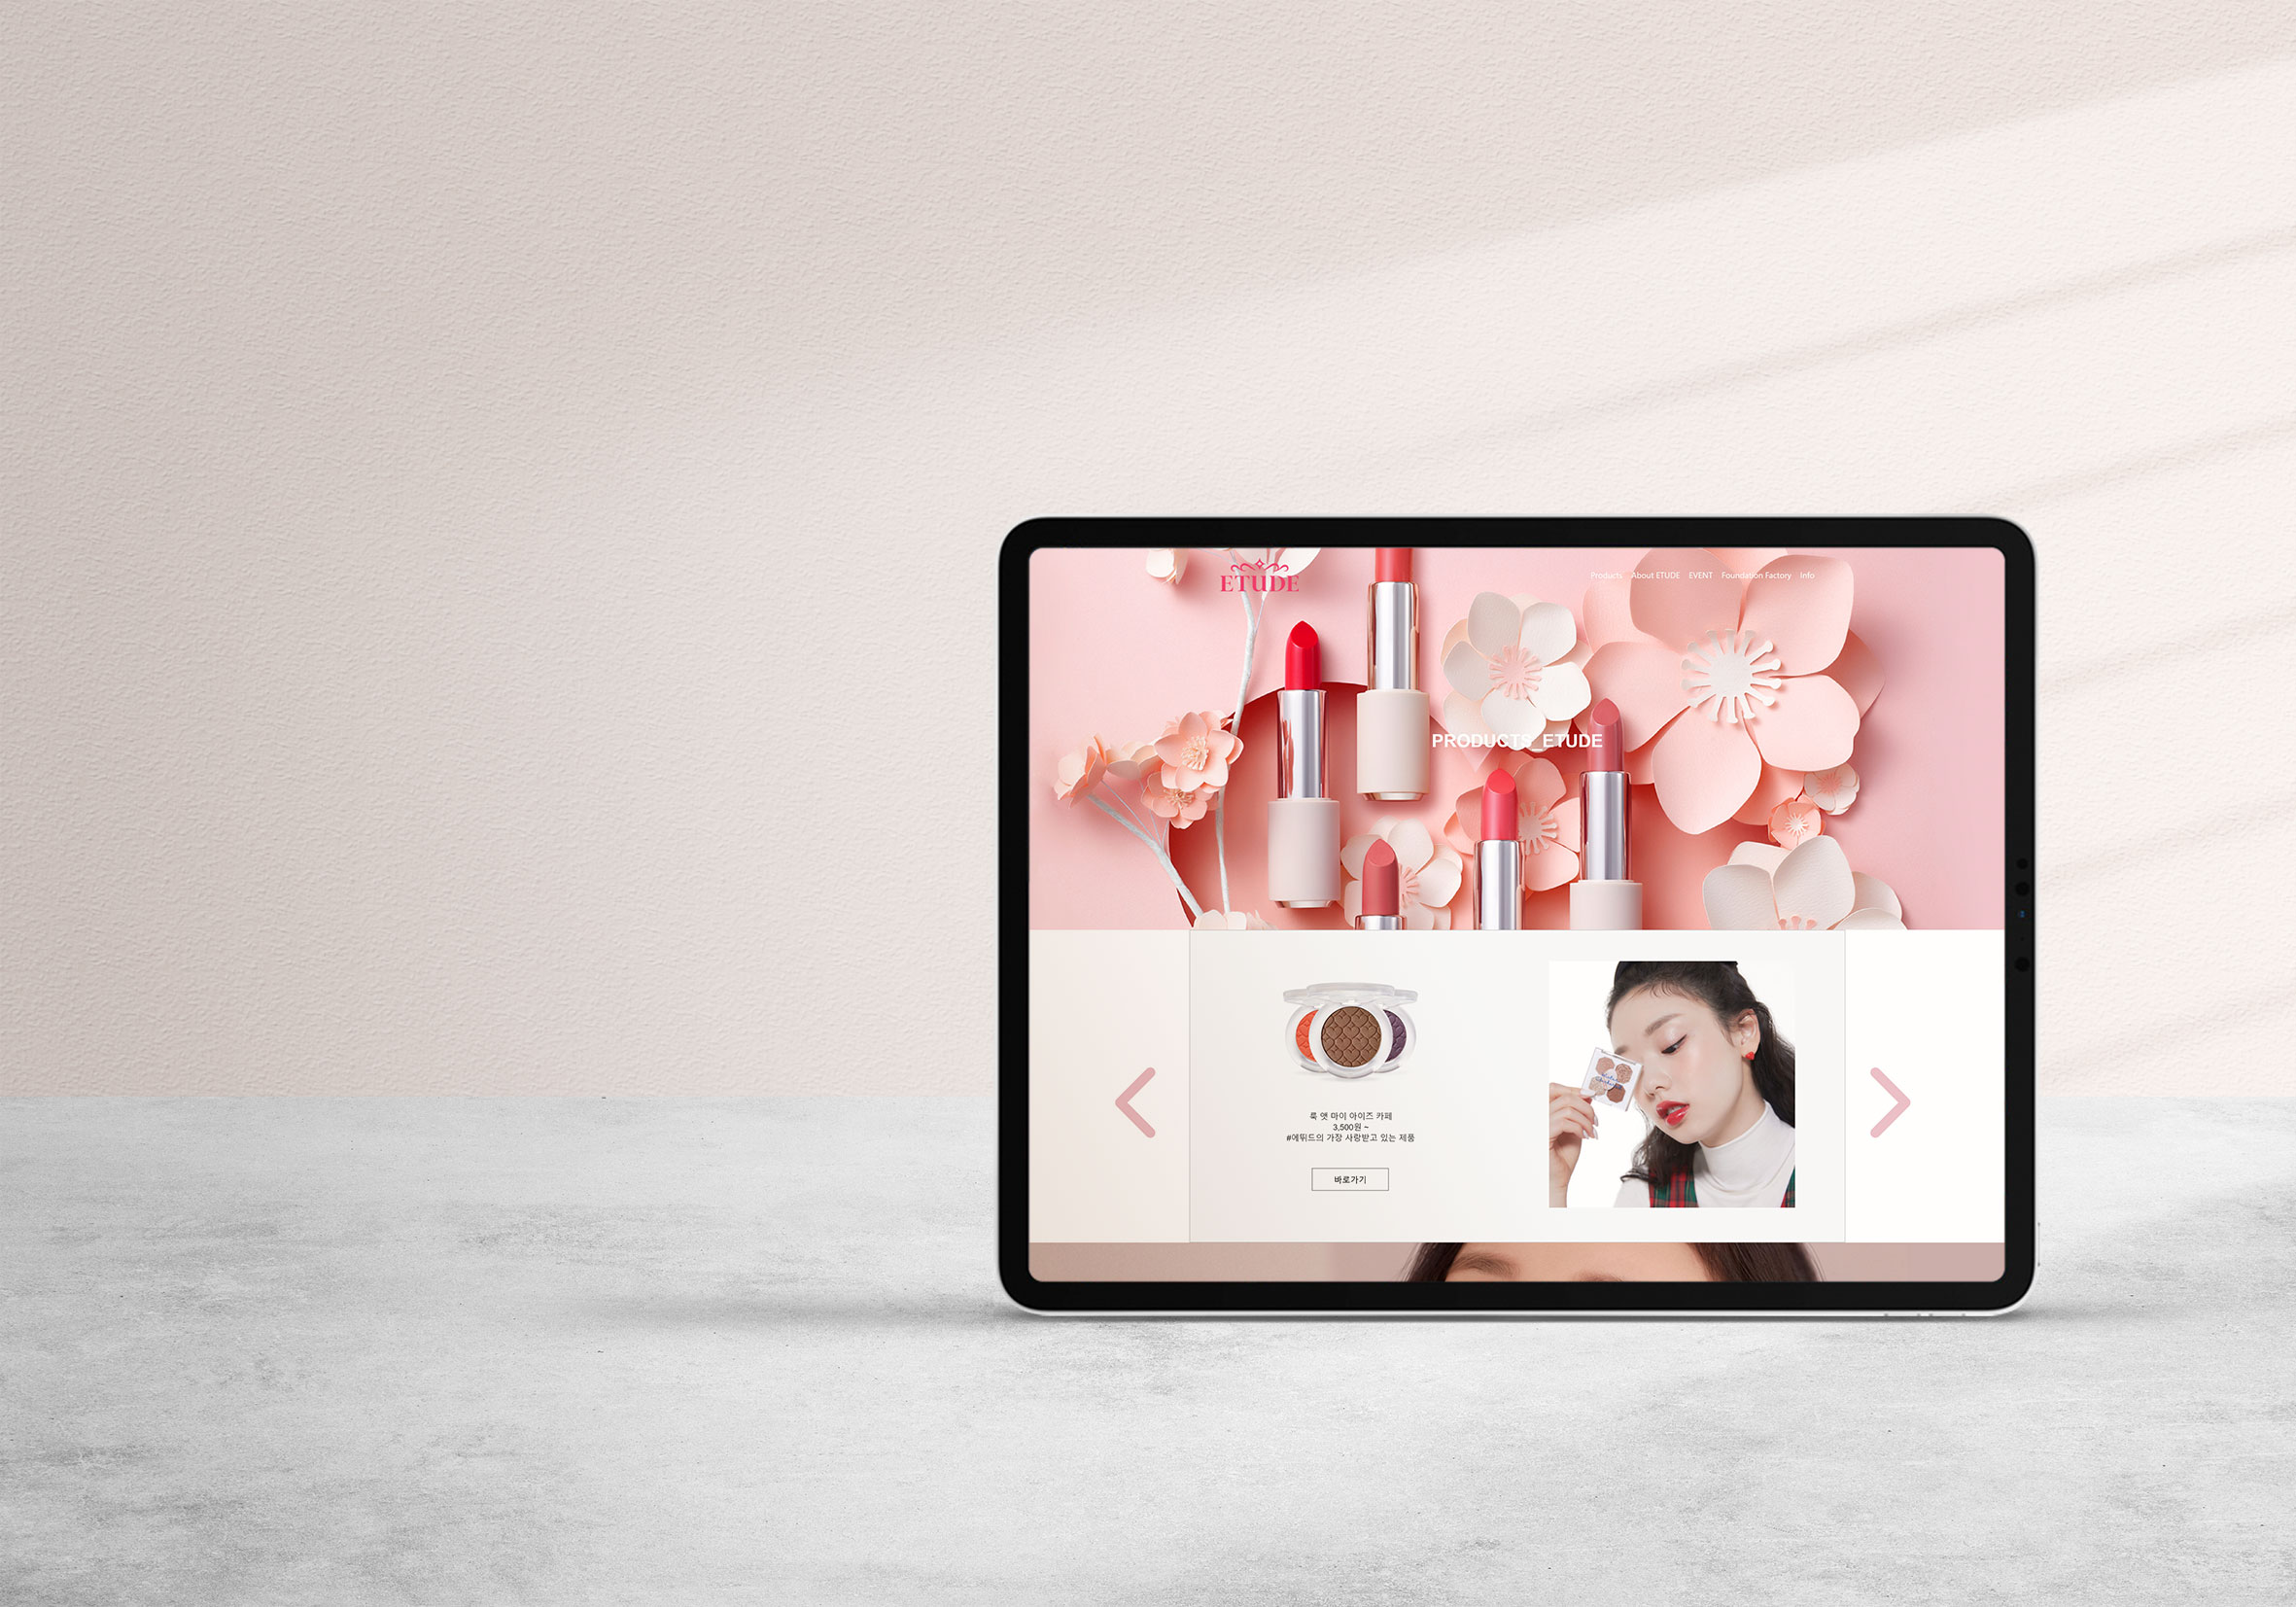 ETUDE
Products About ETUDE EVENT Foundation Factory Info
PRODUCTS ETUDE
룩 앳 마이 아이즈 카페
3,500원 ~
#에뛰드의 가장 사랑받고 있는 제품
바로가기